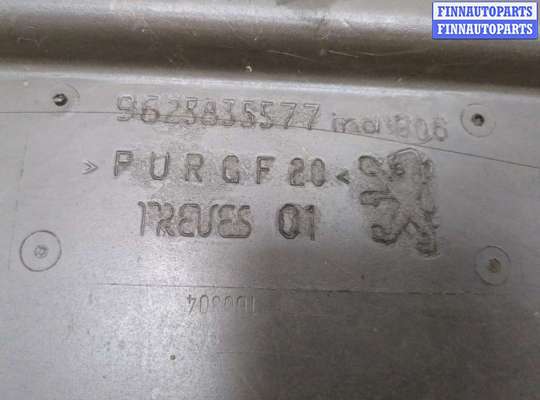 FINNAUTOPARTS
FINNAUTOPARTS
9623835577
> P U R G F 20 <
TREVES 01